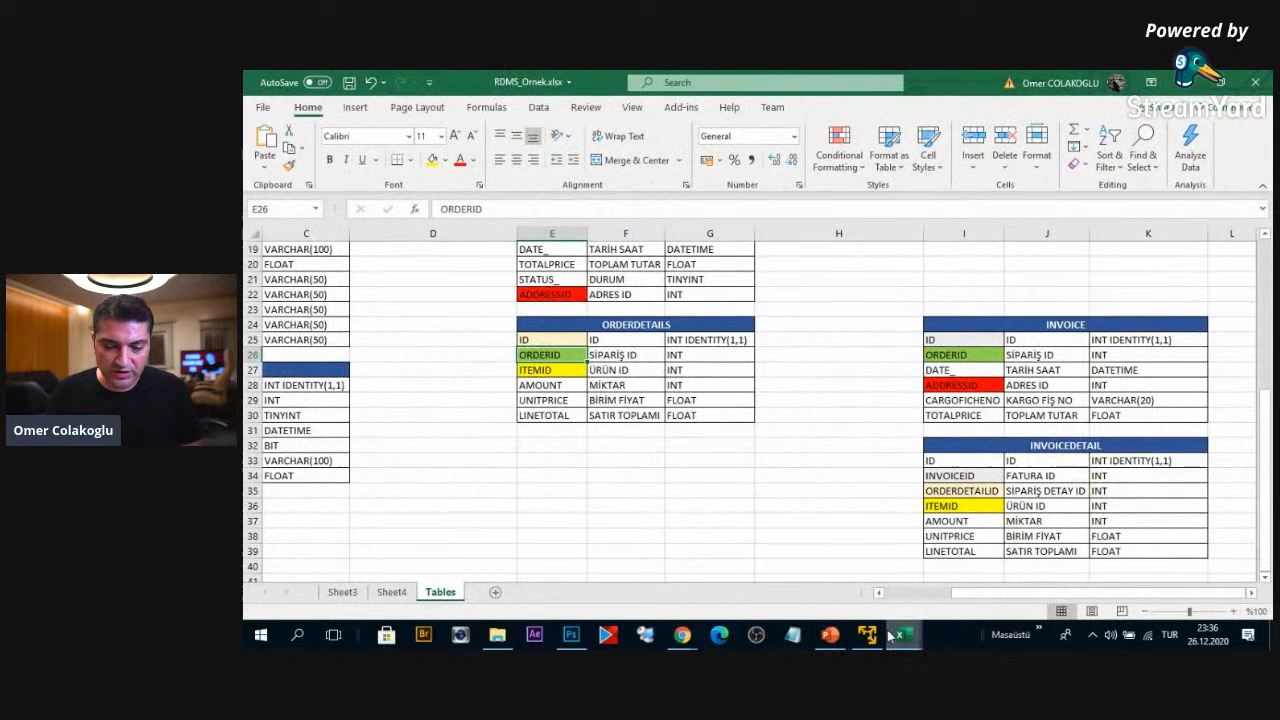 Powered by
StreamYard
AutoSave Off
RDMS_Ornek.xlsx
Search
Omer COLAKOGLU
File Home Insert Page Layout Formulas Data Review View Add-ins Help Team
Paste
Calibri 11
B I U
Wrap Text
Merge & Center
General
Conditional Formatting
Format as Table
Cell Styles
Insert Delete Format
Sort & Filter
Find & Select
Analyze Data
Clipboard Font Alignment Number Styles Cells Editing Analysis
E26 fx ORDERID
C D E F G H I J K L
19 VARCHAR(100) DATE_ TARİH SAAT DATETIME
20 FLOAT TOTALPRICE TOPLAM TUTAR FLOAT
21 VARCHAR(50) STATUS_ DURUM TINYINT
22 VARCHAR(50) ADDRESSID ADRES ID INT
23 VARCHAR(50)
24 VARCHAR(50) ORDERDETAILS INVOICE
25 VARCHAR(50) ID ID INT IDENTITY(1,1) ID ID INT IDENTITY(1,1)
26 ORDERID SİPARİŞ ID INT ORDERID SİPARİŞ ID INT
27 ITEMID ÜRÜN ID INT DATE_ TARİH SAAT DATETIME
28 INT IDENTITY(1,1) AMOUNT MİKTAR INT ADDRESSID ADRES ID INT
29 INT UNITPRICE BİRİM FİYAT FLOAT CARGOFICHENO KARGO FİŞ NO VARCHAR(20)
30 TINYINT LINETOTAL SATIR TOPLAMI FLOAT TOTALPRICE TOPLAM TUTAR FLOAT
31 DATETIME
32 BIT INVOICEDETAIL
33 VARCHAR(100) ID ID INT IDENTITY(1,1)
34 FLOAT INVOICEID FATURA ID INT
35 ORDERDETAILID SİPARİŞ DETAY ID INT
36 ITEMID ÜRÜN ID INT
37 AMOUNT MİKTAR INT
38 UNITPRICE BİRİM FİYAT FLOAT
39 LINETOTAL SATIR TOPLAMI FLOAT
40
41
Sheet3 Sheet4 Tables
%100
Br Ae Ps
Masaüstü
TUR
23:36
26.12.2020
Omer Colakoglu